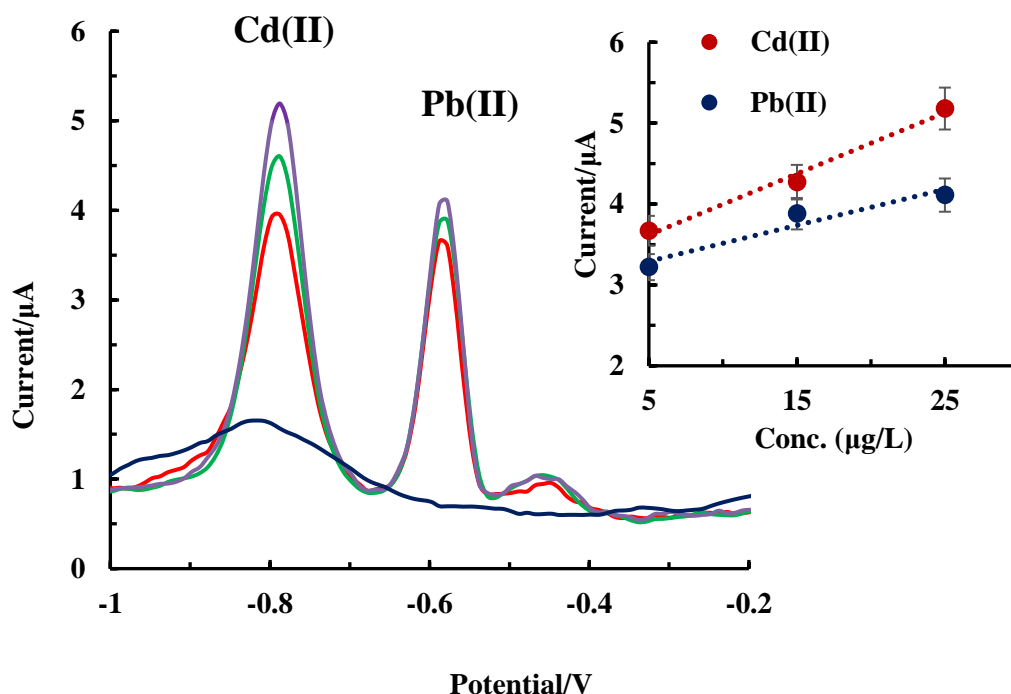 Cd(II)
Pb(II)
6
5
4
3
2
1
0
Current/µA
-1
-0.8
-0.6
-0.4
-0.2
Potential/V
Cd(II)
Pb(II)
6
5
4
3
2
Current/µA
5
15
25
Conc. (µg/L)